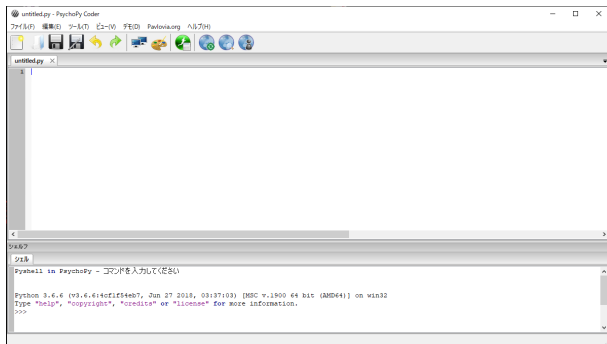 untitled.py - PsychoPy Coder
ファイル(F) 編集(E) ツール(T) ビュー(V) デモ(D) Pavlovia.org ヘルプ(H)
untitled.py
1
シェルフ
シェル
Pyshell in PsychoPy - コマンドを入力してください
Python 3.6.6 (v3.6.6:4cf1f54eb7, Jun 27 2018, 03:37:03) [MSC v.1900 64 bit (AMD64)] on win32
Type "help", "copyright", "credits" or "license" for more information.
>>>